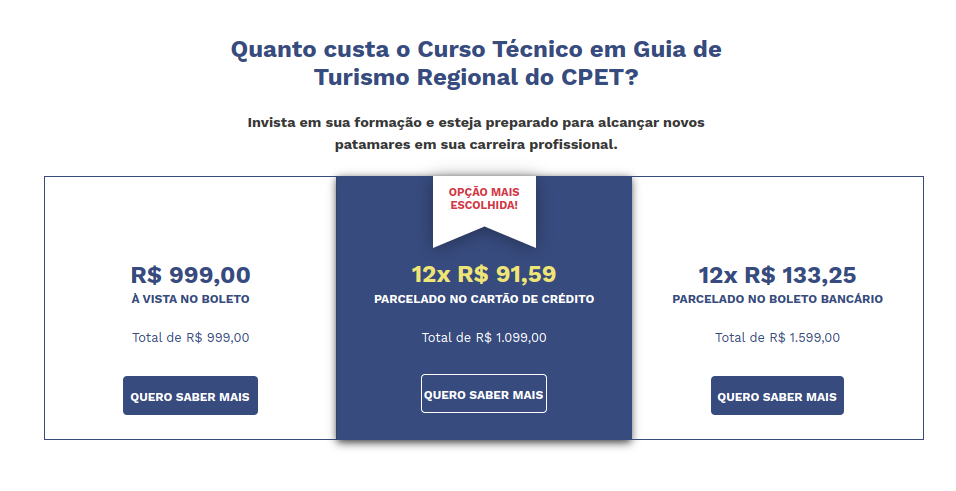 Quanto custa o Curso Técnico em Guia de
Turismo Regional do CPET?
Invista em sua formação e esteja preparado para alcançar novos
patamares em sua carreira profissional.
R$ 999,00
À VISTA NO BOLETO
Total de R$ 999,00
QUERO SABER MAIS
OPÇÃO MAIS
ESCOLHIDA!
12x R$ 91,59
PARCELADO NO CARTÃO DE CRÉDITO
Total de R$ 1.099,00
QUERO SABER MAIS
12x R$ 133,25
PARCELADO NO BOLETO BANCÁRIO
Total de R$ 1.599,00
QUERO SABER MAIS